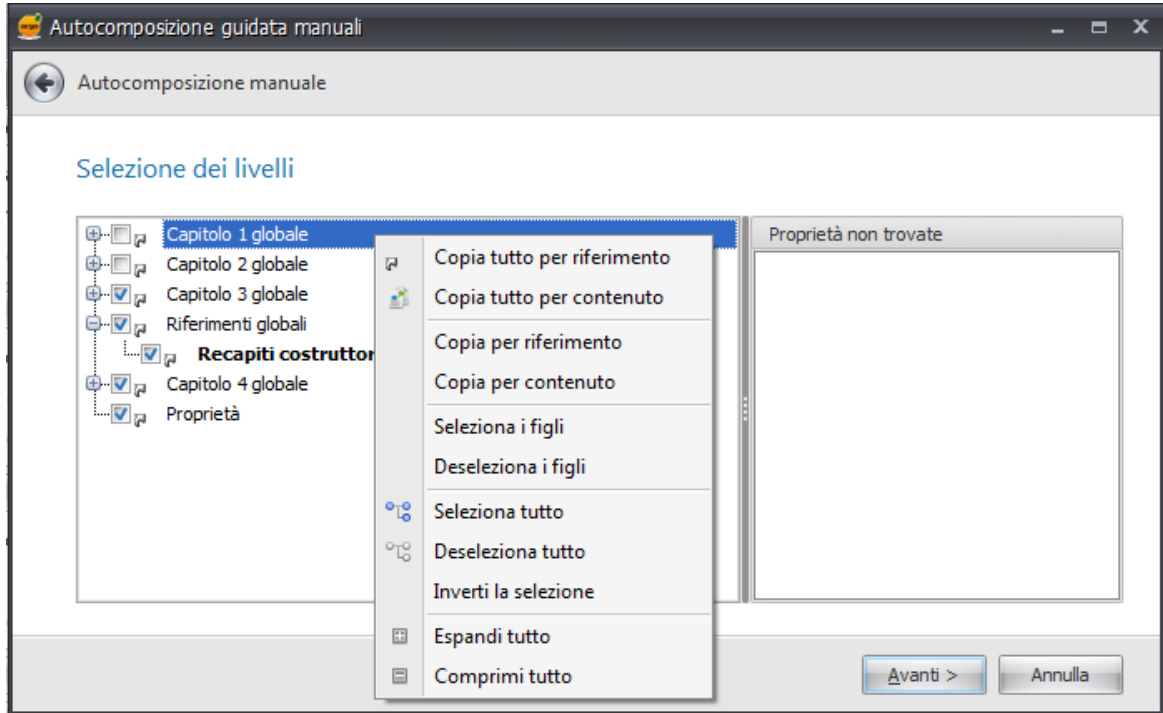 Autocomposizione guidata manuali
Autocomposizione manuale
Selezione dei livelli
Capitolo 1 globale
Capitolo 2 globale
Capitolo 3 globale
Riferimenti globali
Recapiti costruttor
Capitolo 4 globale
Proprietà
Copia tutto per riferimento
Copia tutto per contenuto
Copia per riferimento
Copia per contenuto
Seleziona i figli
Deseleziona i figli
Seleziona tutto
Deseleziona tutto
Inverti la selezione
Espandi tutto
Comprimi tutto
Proprietà non trovate
Avanti >
Annulla